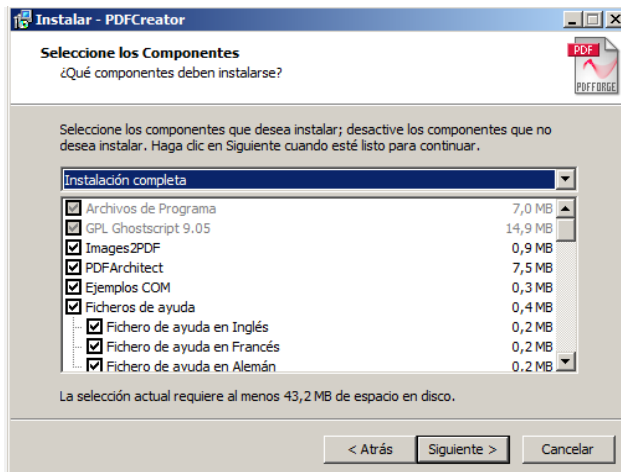 Instalar - PDFCreator
Seleccione los Componentes
¿Qué componentes deben instalarse?
PDF
PDFFORGE
Seleccione los componentes que desea instalar; desactive los componentes que no
desea instalar. Haga clic en Siguiente cuando esté listo para continuar.
Instalación completa
Archivos de Programa 7,0 MB
GPL Ghostscript 9.05 14,9 MB
Images2PDF 0,9 MB
PDFArchitect 7,5 MB
Ejemplos COM 0,3 MB
Ficheros de ayuda 0,4 MB
Fichero de ayuda en Inglés 0,2 MB
Fichero de ayuda en Francés 0,2 MB
Fichero de ayuda en Alemán 0,2 MB
La selección actual requiere al menos 43,2 MB de espacio en disco.
< Atrás Siguiente > Cancelar